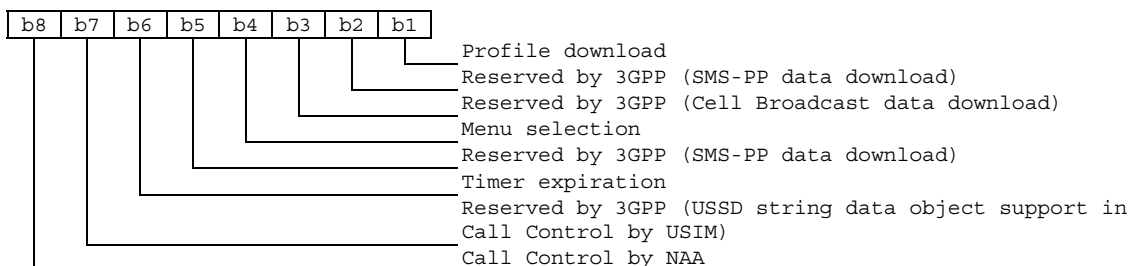 b8 b7 b6 b5 b4 b3 b2 b1
Profile download
Reserved by 3GPP (SMS-PP data download)
Reserved by 3GPP (Cell Broadcast data download)
Menu selection
Reserved by 3GPP (SMS-PP data download)
Timer expiration
Reserved by 3GPP (USSD string data object support in
Call Control by USIM)
Call Control by NAA